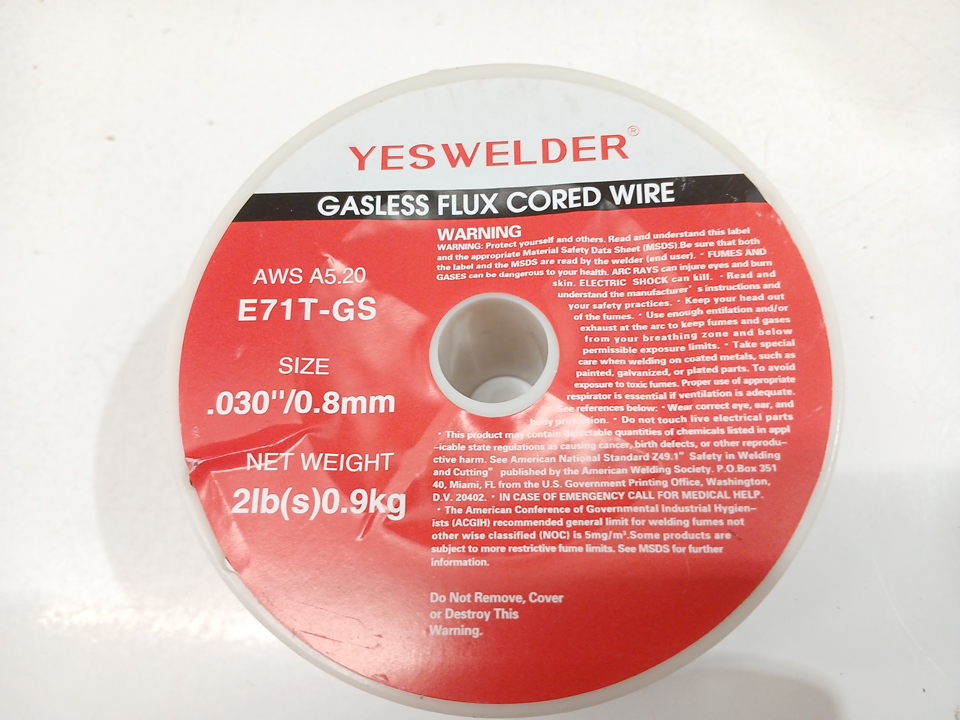 YESWELDER®
GASLESS FLUX CORED WIRE
AWS A5.20
E71T-GS
SIZE
.030"/0.8mm
NET WEIGHT
2lb(s)0.9kg
WARNING
WARNING: Protect yourself and others. Read and understand this label
and the appropriate Material Safety Data Sheet (MSDS).Be sure that both
the label and the MSDS are read by the welder (end user). • FUMES AND
GASES can be dangerous to your health. ARC RAYS can injure eyes and burn
skin. ELECTRIC SHOCK can kill. • Read and
understand the manufacturer's instructions and
your safety practices. • Keep your head out
of the fumes. • Use enough entilation and/or
exhaust at the arc to keep fumes and gases
from your breathing zone and below
permissible exposure limits. • Take special
care when welding on coated metals, such as
painted, galvanized, or plated parts. To avoid
exposure to toxic fumes. Proper use of appropriate
respirator is essential if ventilation is adequate.
See references below; • Wear correct eye, ear, and
body protection. • Do not touch live electrical parts
• This product may contain detectable quantities of chemicals listed in appl
-icable state regulations as causing cancer, birth defects, or other reprodu-
ctive harm. See American National Standard Z49.1" Safety in Welding
and Cutting" published by the American Welding Society. P.O.Box 351
40, Miami, FL from the U.S. Government Printing Office, Washington,
D.V. 20402. • IN CASE OF EMERGENCY CALL FOR MEDICAL HELP.
• The American Conference of Governmental Industrial Hygien-
ists (ACGIH) recommended general limit for welding fumes not
other wise classified (NOC) is 5mg/m³.Some products are
subject to more restrictive fume limits. See MSDS for further
information.
Do Not Remove, Cover
or Destroy This
Warning.